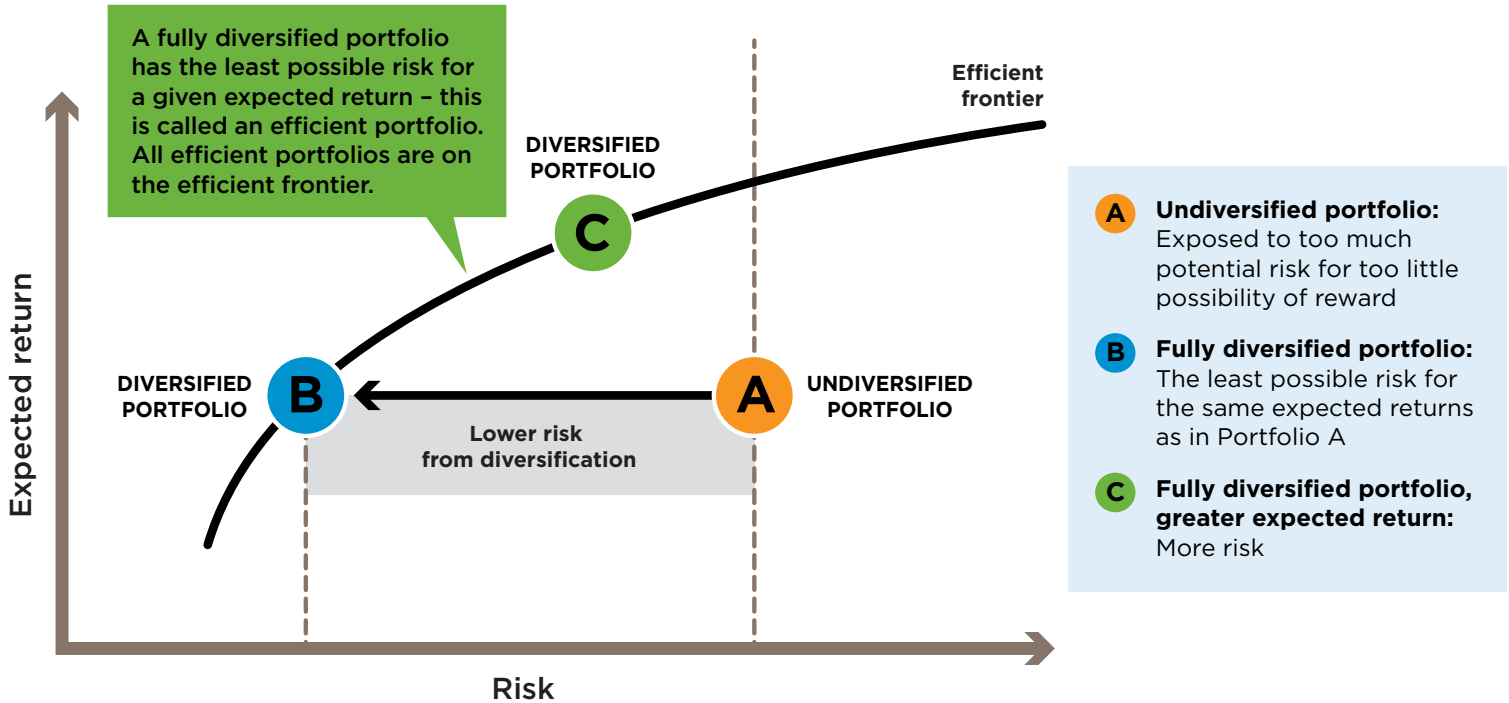 A fully diversified portfolio
has the least possible risk for
a given expected return – this
is called an efficient portfolio.
All efficient portfolios are on
the efficient frontier.
Efficient
frontier
DIVERSIFIED
PORTFOLIO
C
Expected return
DIVERSIFIED
PORTFOLIO
B
A
UNDIVERSIFIED
PORTFOLIO
Lower risk
from diversification
Risk
A
Undiversified portfolio:
Exposed to too much
potential risk for too little
possibility of reward
B
Fully diversified portfolio:
The least possible risk for
the same expected returns
as in Portfolio A
C
Fully diversified portfolio,
greater expected return:
More risk